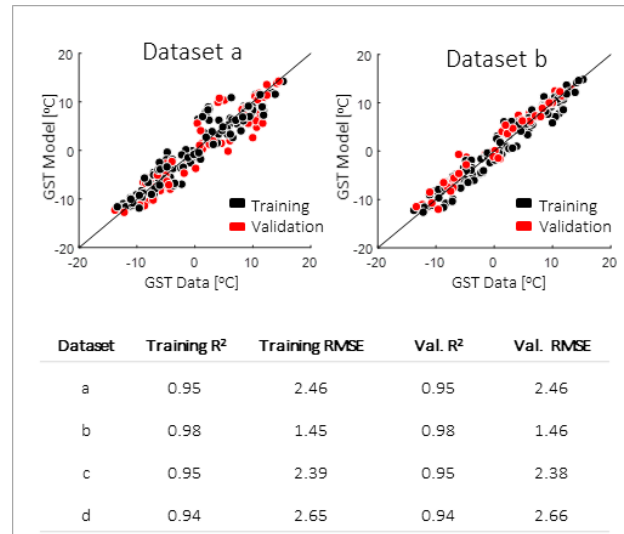 Dataset a
Dataset b
20
10
0
-10
-20
GST Model [ºC]
Training
Validation
-20
-10
0
10
20
GST Data [ºC]
20
10
0
-10
-20
GST Model [ºC]
Training
Validation
-20
-10
0
10
20
GST Data [ºC]
Dataset Training R² Training RMSE Val. R² Val. RMSE
a 0.95 2.46 0.95 2.46
b 0.98 1.45 0.98 1.46
c 0.95 2.39 0.95 2.38
d 0.94 2.65 0.94 2.66